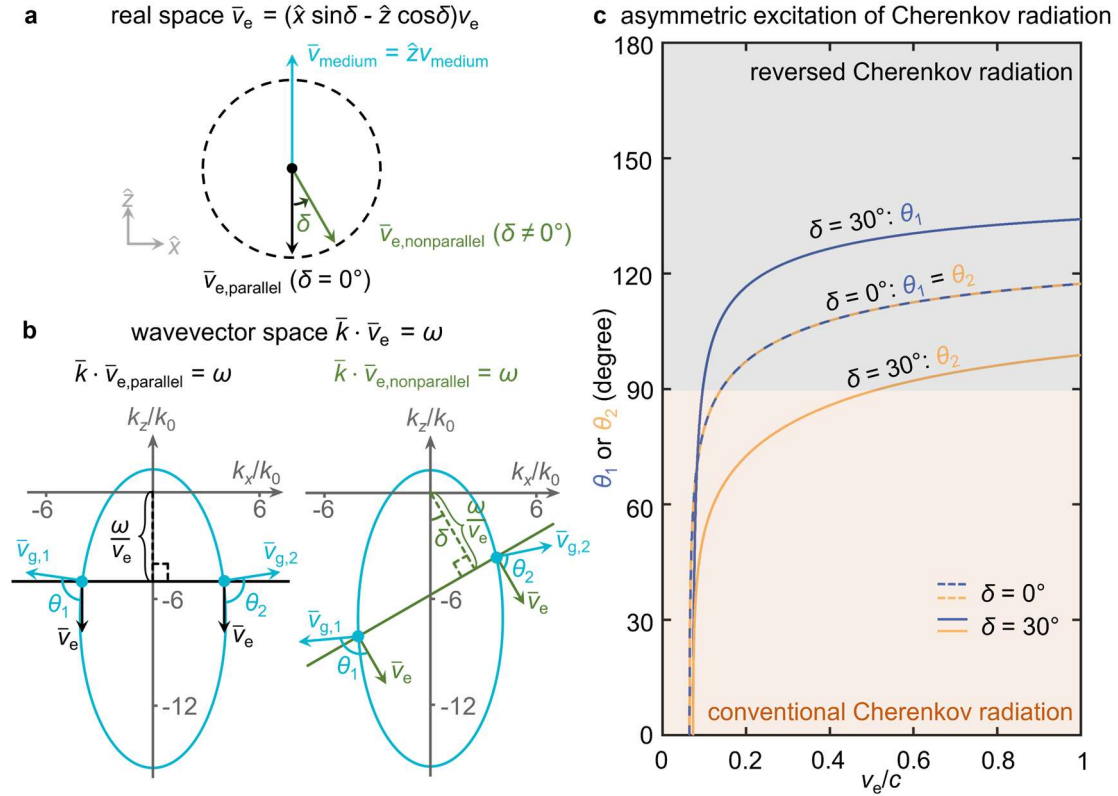 a
real space v̄e = (x̂ sinδ - ẑ cosδ)ve
v̄medium = ẑvmedium
ẑ
x̂
δ
v̄e,nonparallel (δ ≠ 0°)
v̄e,parallel (δ = 0°)
b
wavevector space k̄ · v̄e = ω
k̄ · v̄e,parallel = ω
kz/k0
kx/k0
-6
6
ω/ve
v̄g,1
v̄g,2
θ1
θ2
-6
v̄e
v̄e
-12
k̄ · v̄e,nonparallel = ω
kz/k0
kx/k0
-6
6
δ
ω/ve
v̄g,2
θ2
-6
v̄e
v̄g,1
θ1
v̄e
-12
c
asymmetric excitation of Cherenkov radiation
180
150
120
90
60
30
0
θ1 or θ2 (degree)
reversed Cherenkov radiation
δ = 30°: θ1
δ = 0°: θ1 = θ2
δ = 30°: θ2
δ = 0°
δ = 30°
conventional Cherenkov radiation
0
0.2
0.4
0.6
0.8
1
ve/c